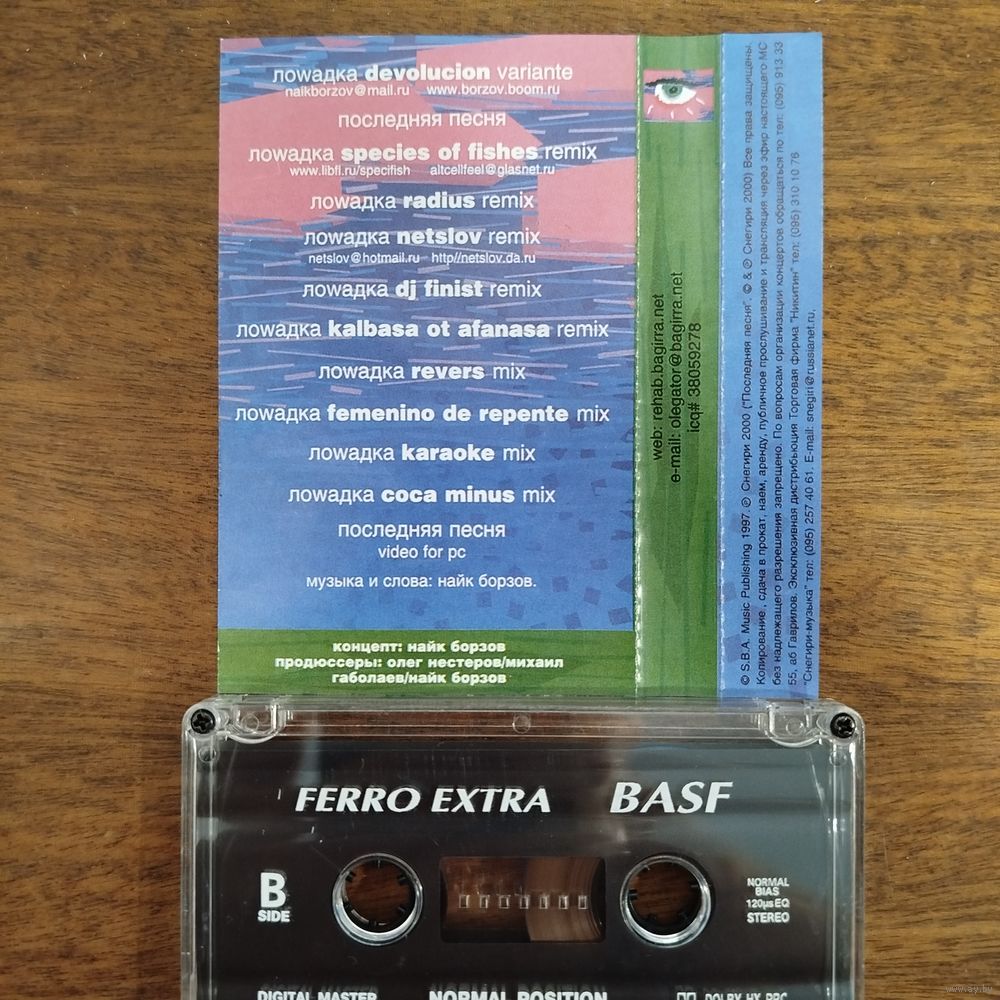 лоwадка devolucion variante
naikborzov@mail.ru www.borzov.boom.ru
последняя песня
лоwадка species of fishes remix
www.libfl.ru/specifish altcellfeel@glasnet.ru
лоwадка radius remix
лоwадка netslov remix
netslov@hotmail.ru http//netslov.da.ru
лоwадка dj finist remix
лоwадка kalbasa ot afanasa remix
лоwадка revers mix
лоwадка femenino de repente mix
лоwадка karaoke mix
лоwадка coca minus mix
последняя песня
video for pc
музыка и слова: найк борзов.
концепт: найк борзов
продюссеры: олег нестеров/михаил
габолаев/найк борзов
web: rehab.bagirra.net
e-mail: olegator@bagirra.net
icq# 38059278
© S.B.A. Music Publishing 1997. ℗ Снегири 2000 ("Последняя песня". © & ℗ Снегири 2000) Все права защищены.
Копирование, сдача в прокат, наем, аренду, публичное прослушивание и трансляция через эфир настоящего МС
без надлежащего разрешения запрещено. По вопросам организации концертов обращаться по тел: (095) 913 33
55, аб Гаврилов. Эксклюзивная дистрибьюция Торговая фирма "Никитин" тел: (095) 310 10 76
"Снегири-музыка" тел: (095) 257 40 61, E-mail: snegiri@russianet.ru.
FERRO EXTRA BASF
B
SIDE
NORMAL
BIAS
120µs EQ
STEREO
DIGITAL MASTER NORMAL POSITION DOLBY HX PRO
www.ay.by